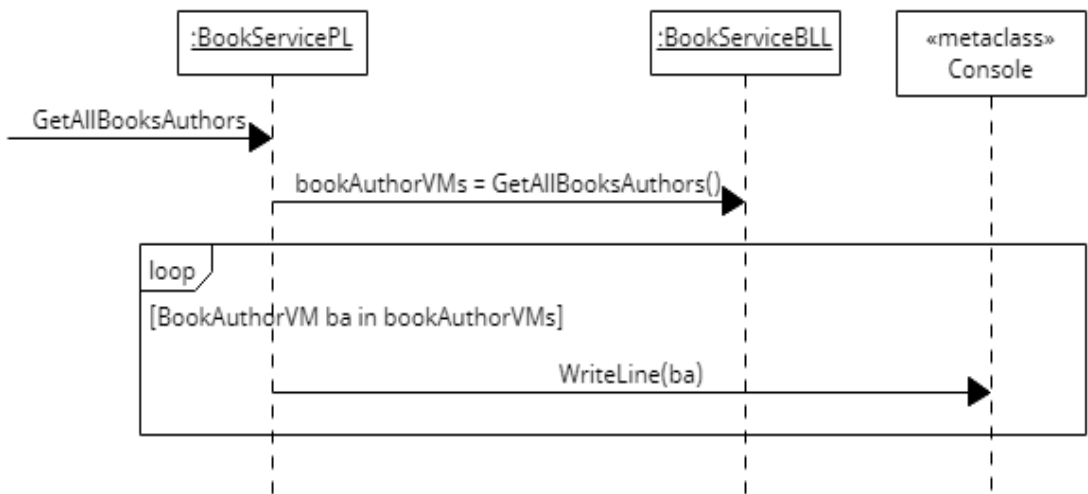 :BookServicePL
:BookServiceBLL
«metaclass»
Console
GetAllBooksAuthors
bookAuthorVMs = GetAllBooksAuthors()
loop
[BookAuthorVM ba in bookAuthorVMs]
WriteLine(ba)